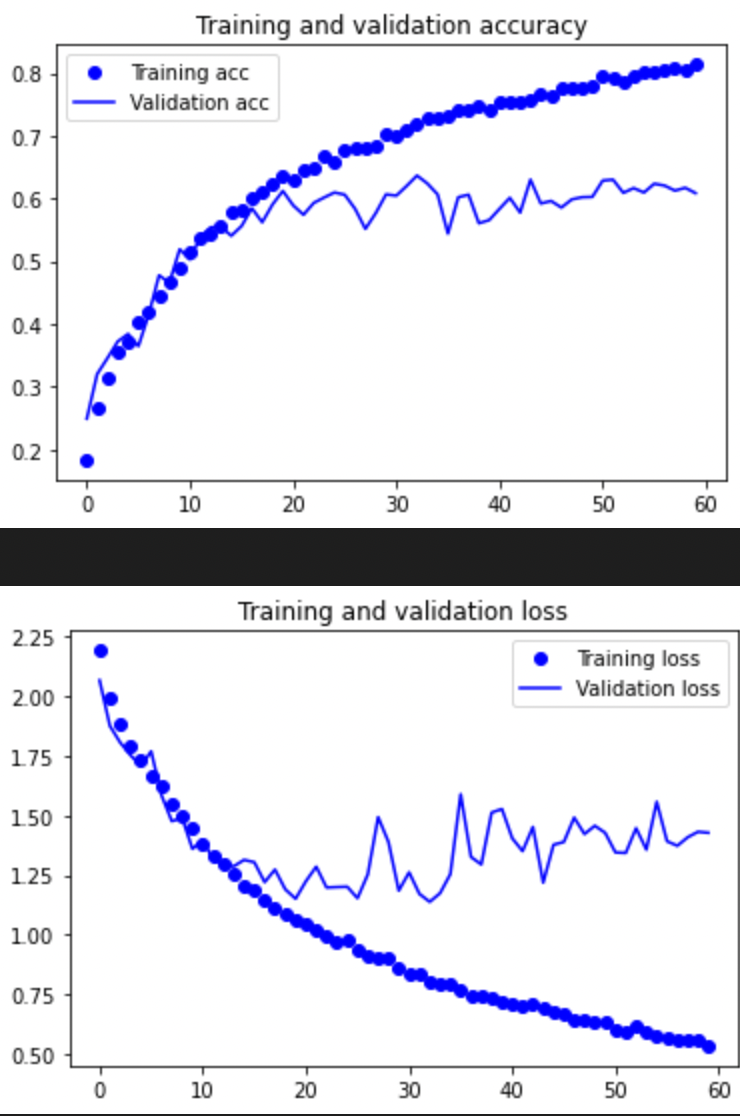 Training and validation accuracy
Training acc
Validation acc
0.8
0.7
0.6
0.5
0.4
0.3
0.2
0 10 20 30 40 50 60
Training and validation loss
Training loss
Validation loss
2.25
2.00
1.75
1.50
1.25
1.00
0.75
0.50
0 10 20 30 40 50 60